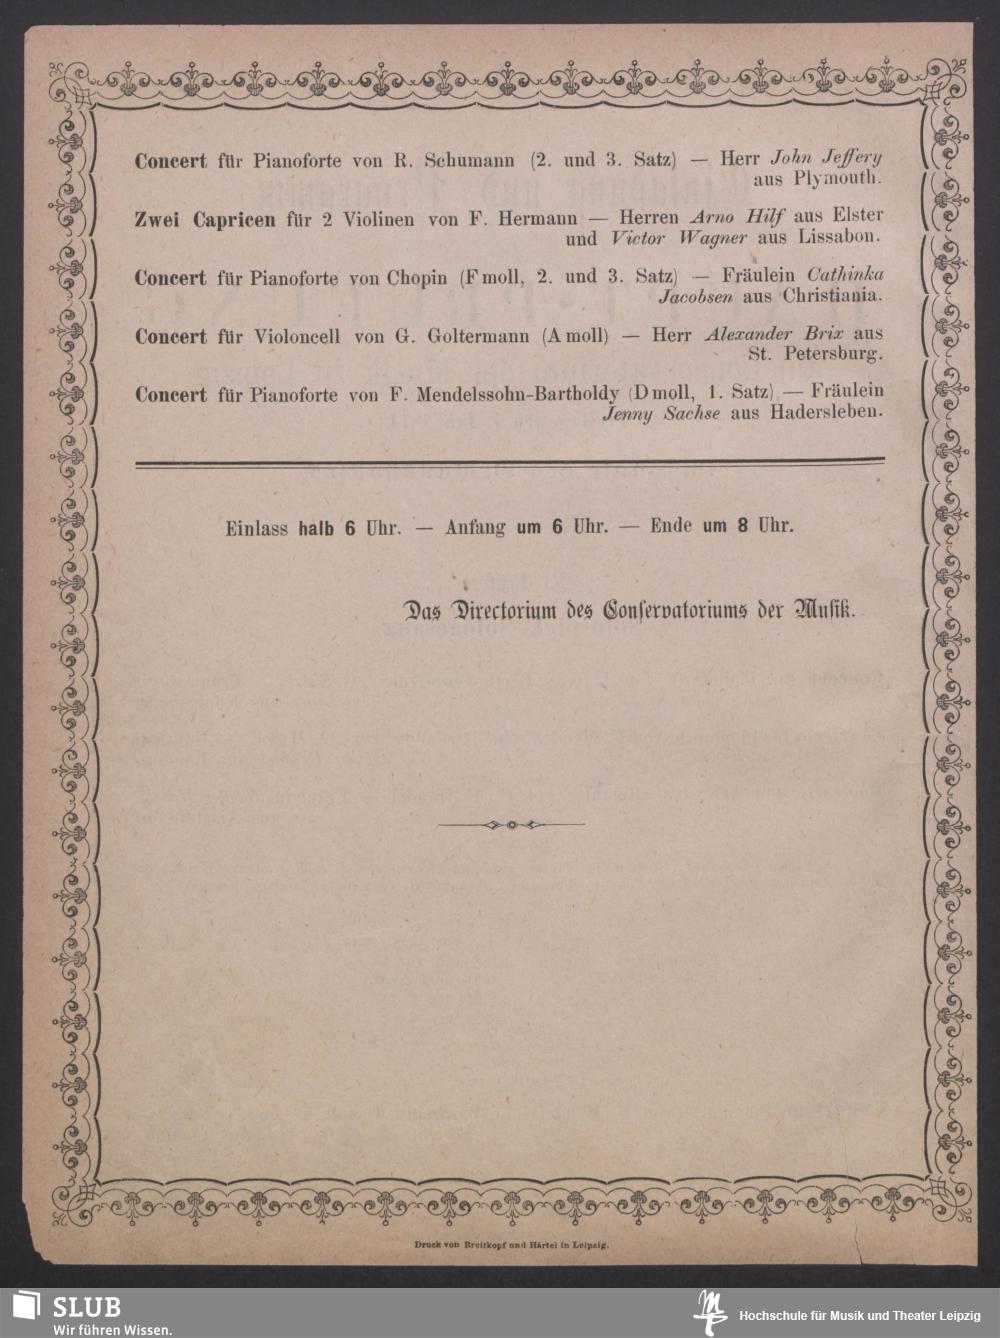 Concert für Pianoforte von R. Schumann (2. und 3. Satz) — Herr John Jeffery
aus Plymouth.
Zwei Capricen für 2 Violinen von F. Hermann — Herren Arno Hilf aus Elster
und Victor Wagner aus Lissabon.
Concert für Pianoforte von Chopin (F moll, 2. und 3. Satz) — Fräulein Cathinka
Jacobsen aus Christiania.
Concert für Violoncell von G. Goltermann (A moll) — Herr Alexander Brix aus
St. Petersburg.
Concert für Pianoforte von F. Mendelssohn-Bartholdy (D moll, 1. Satz) — Fräulein
Jenny Sachse aus Hadersleben.
Einlass halb 6 Uhr. — Anfang um 6 Uhr. — Ende um 8 Uhr.
Das Directorium des Conservatoriums der Musik.
Druck von Breitkopf und Härtel in Leipzig.
SLUB
Wir führen Wissen.
Hochschule für Musik und Theater Leipzig